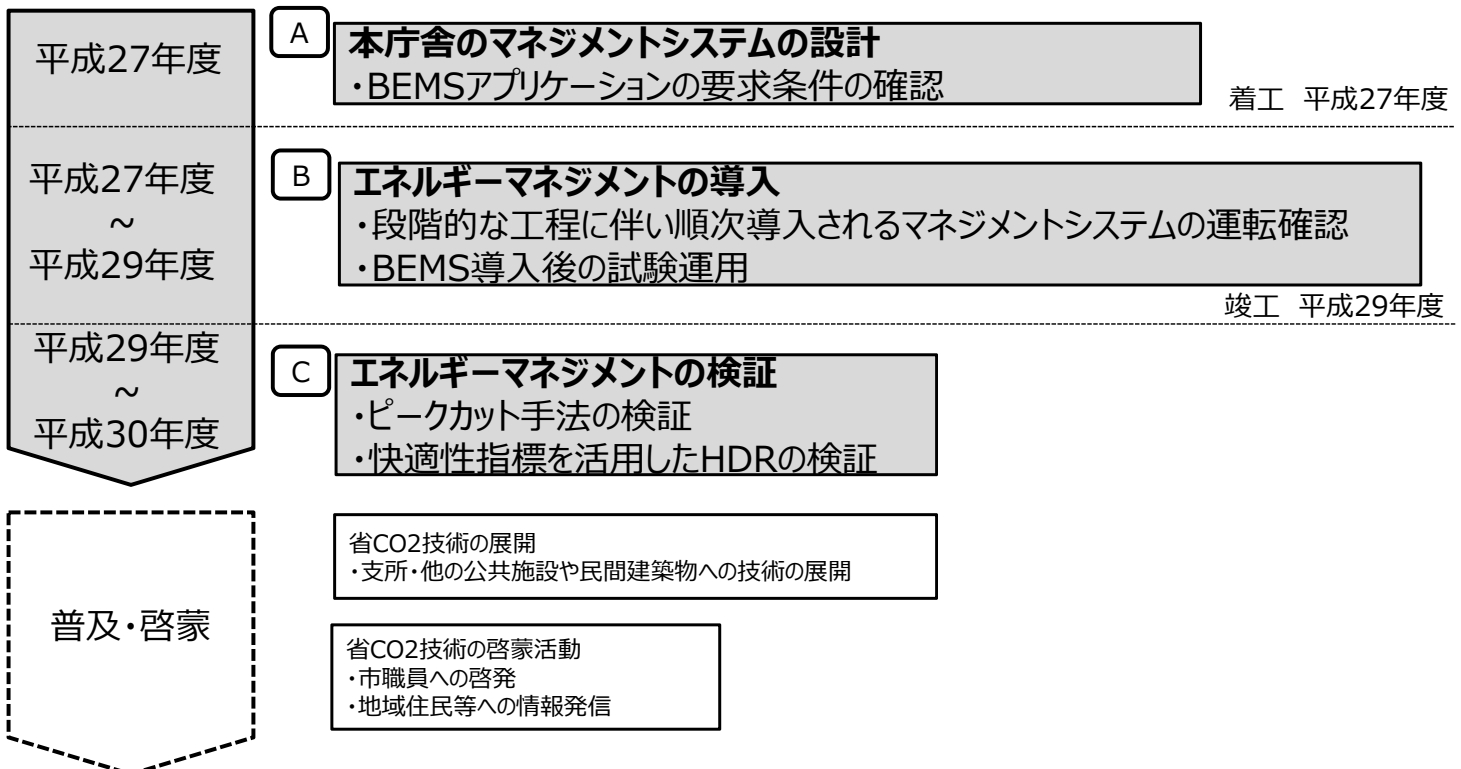 平成27年度
A
本庁舎のマネジメントシステムの設計
・BEMSアプリケーションの要求条件の確認
着工 平成27年度
平成27年度
~
平成29年度
B
エネルギーマネジメントの導入
・段階的な工程に伴い順次導入されるマネジメントシステムの運転確認
・BEMS導入後の試験運用
竣工 平成29年度
平成29年度
~
平成30年度
C
エネルギーマネジメントの検証
・ピークカット手法の検証
・快適性指標を活用したHDRの検証
普及・啓蒙
省CO2技術の展開
・支所・他の公共施設や民間建築物への技術の展開
省CO2技術の啓蒙活動
・市職員への啓発
・地域住民等への情報発信